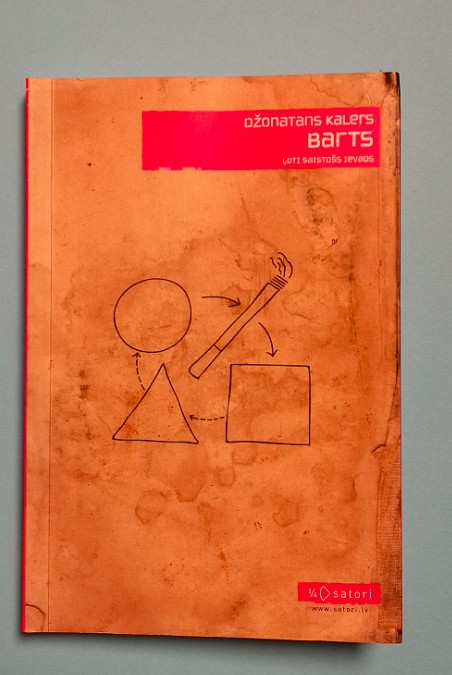 Džonatans Kalers
Barts
Ļoti saistošs ievads
¼ satori
www.satori.lv